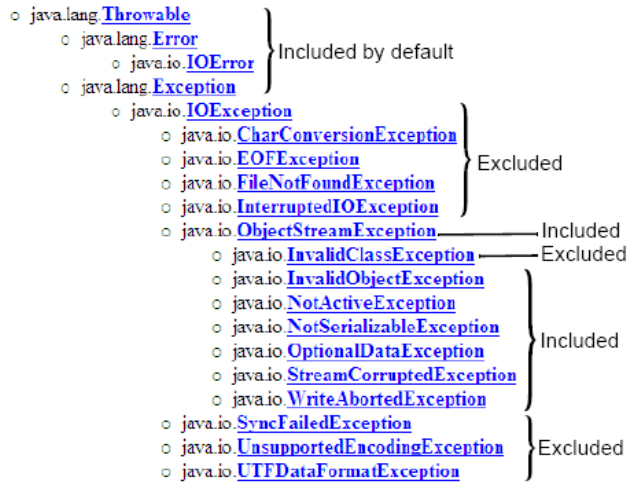 java.lang.Throwable
java.lang.Error
java.io.IOError
java.lang.Exception
Included by default
java.io.IOException
java.io.CharConversionException
java.io.EOFException
java.io.FileNotFoundException
java.io.InterruptedIOException
Excluded
java.io.ObjectStreamException Included
java.io.InvalidClassException Excluded
java.io.InvalidObjectException
java.io.NotActiveException
java.io.NotSerializableException
java.io.OptionalDataException
java.io.StreamCorruptedException
java.io.WriteAbortedException
Included
java.io.SyncFailedException
java.io.UnsupportedEncodingException
java.io.UTFDataFormatException
Excluded